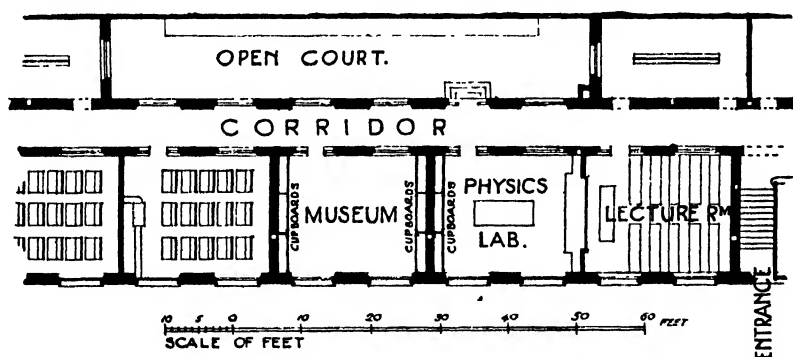 OPEN COURT.
CORRIDOR
CUPBOARDS
MUSEUM
CUPBOARDS
CUPBOARDS
PHYSICS
LAB.
LECTURE RM
ENTRANCE
10 5 0 10 20 30 40 50 60 FEET
SCALE OF FEET